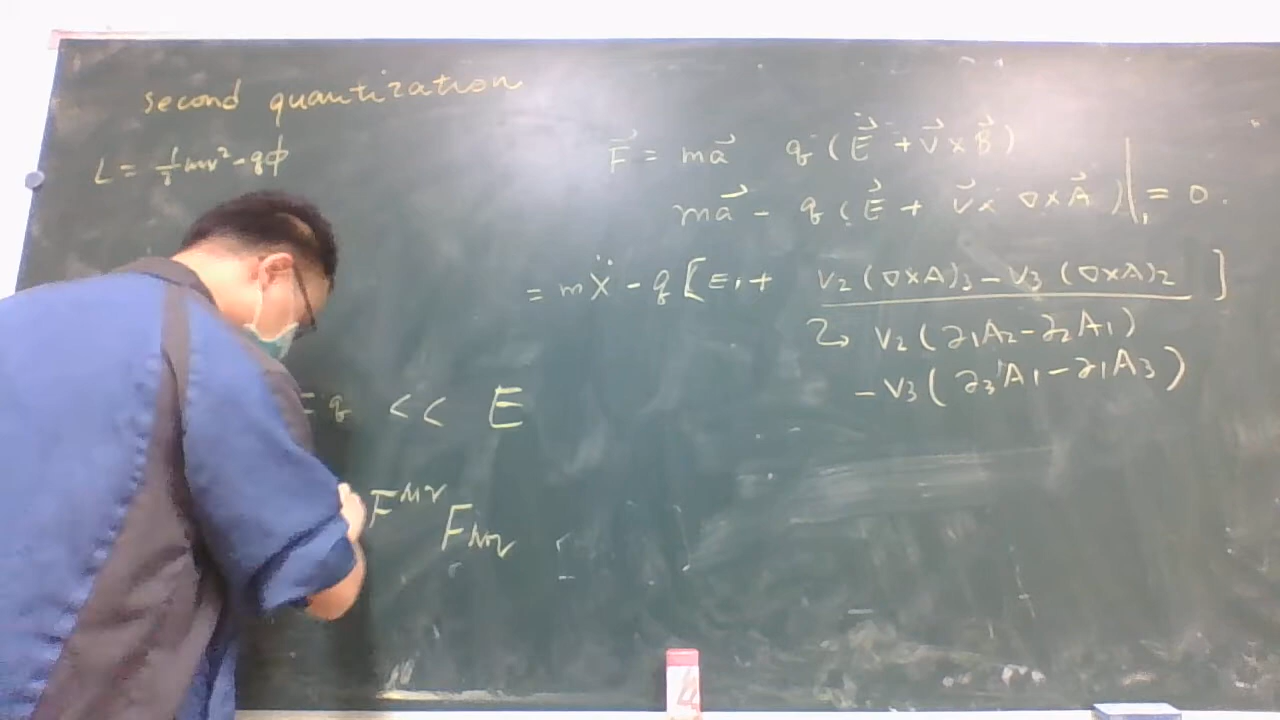 second quantization
L = ½mv² - qϕ
F⃗ = ma⃗ q(E⃗ + v⃗ × B⃗)
ma⃗ - q(E⃗ + v⃗ × ∇×A⃗)|₁ = 0.
= mẌ - q[E₁ + v₂(∇×A)₃ - v₃(∇×A)₂]
↳ v₂(∂₁A₂ - ∂₂A₁)
- v₃(∂₃A₁ - ∂₁A₃)
q << E
F^μν F_μν